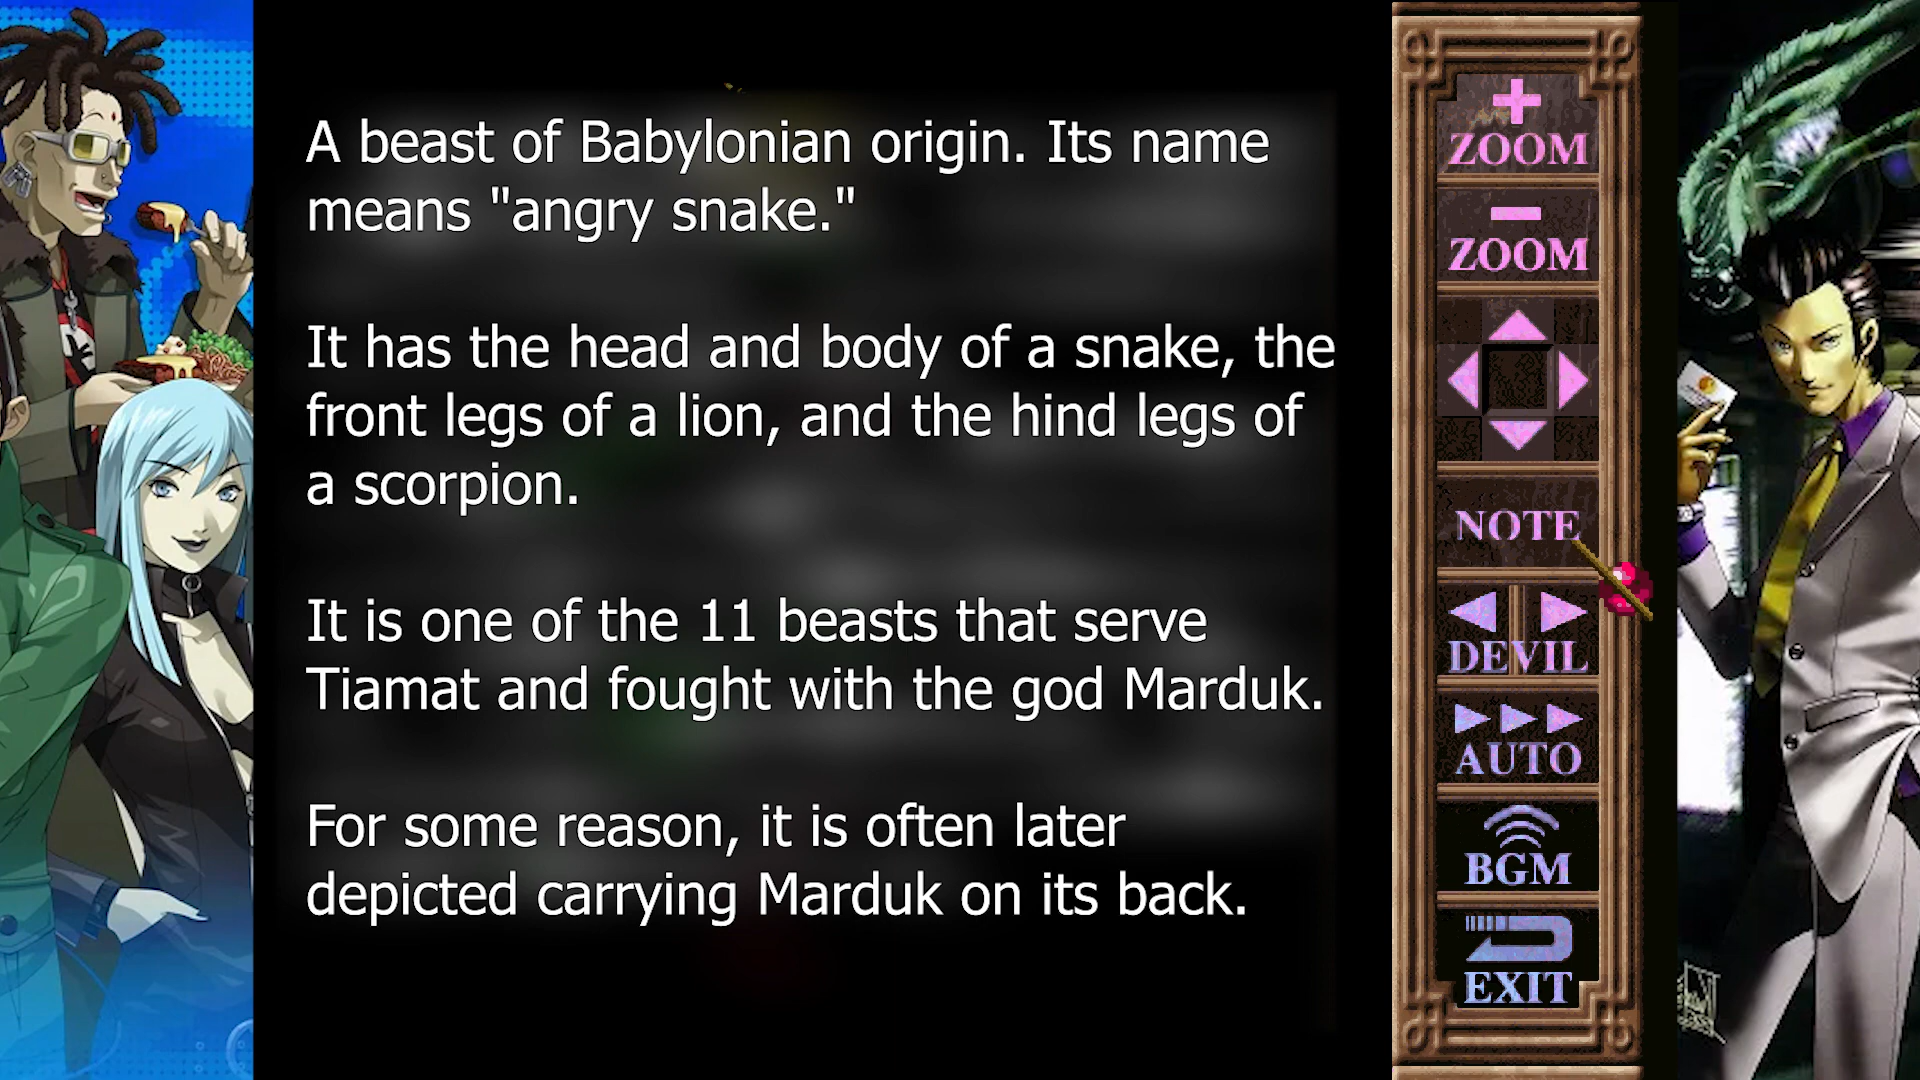 A beast of Babylonian origin. Its name
means "angry snake."
It has the head and body of a snake, the
front legs of a lion, and the hind legs of
a scorpion.
It is one of the 11 beasts that serve
Tiamat and fought with the god Marduk.
For some reason, it is often later
depicted carrying Marduk on its back.
ZOOM
ZOOM
NOTE
DEVIL
AUTO
BGM
EXIT